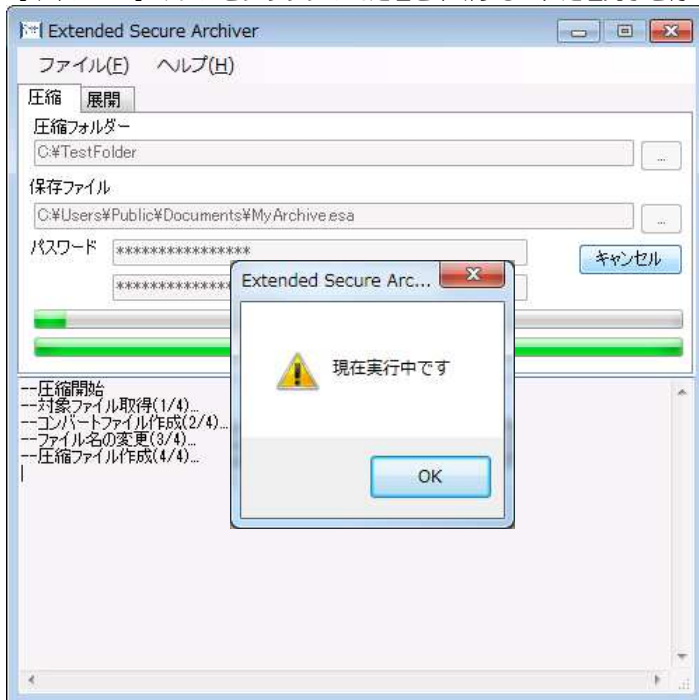 Extended Secure Archiver
ファイル(F) ヘルプ(H)
圧縮 展開
圧縮フォルダー
C:¥TestFolder
...
保存ファイル
C:¥Users¥Public¥Documents¥MyArchive.esa
...
パスワード ****************
キャンセル
Extended Secure Arc...
現在実行中です
OK
--圧縮開始
--対象ファイル取得(1/4)...
--コンバートファイル作成(2/4)...
--ファイル名の変更(3/4)...
--圧縮ファイル作成(4/4)...